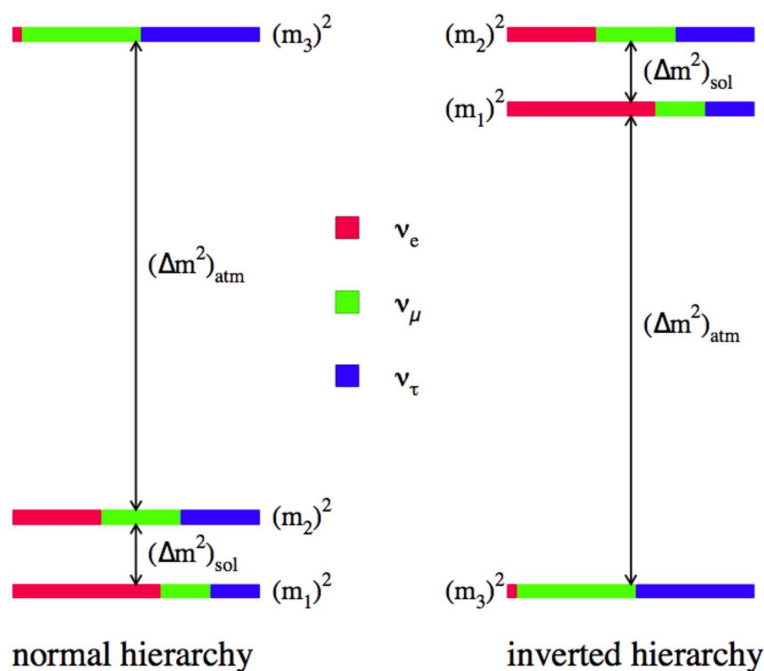 (m₃)²
(m₂)²
(Δm²)sol
(m₁)²
νe
(Δm²)atm
νμ
(Δm²)atm
ντ
(m₂)²
(Δm²)sol
(m₁)²
(m₃)²
normal hierarchy
inverted hierarchy